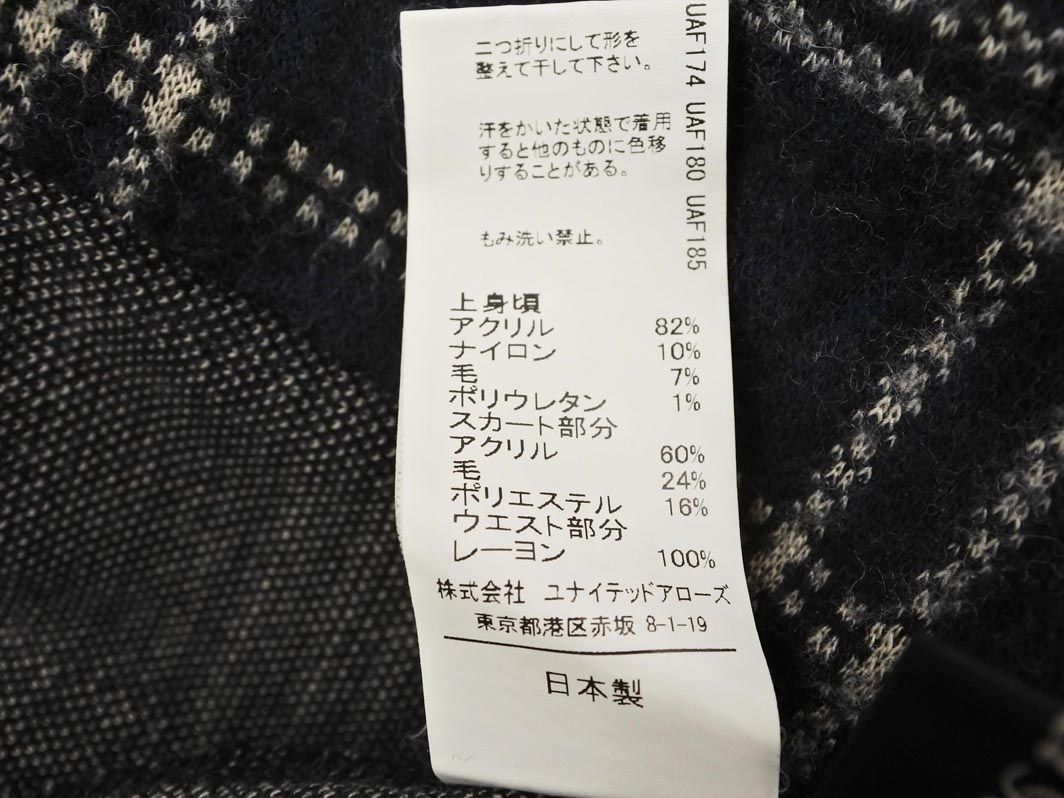 二つ折りにして形を
整えて干して下さい。
汗をかいた状態で着用
すると他のものに色移
りすることがある。
もみ洗い禁止。
上身頃
アクリル 82%
ナイロン 10%
毛 7%
ポリウレタン 1%
スカート部分
アクリル 60%
毛 24%
ポリエステル 16%
ウエスト部分
レーヨン 100%
株式会社 ユナイテッドアローズ
東京都港区赤坂 8-1-19
日本製
UAF174 UAF180 UAF185